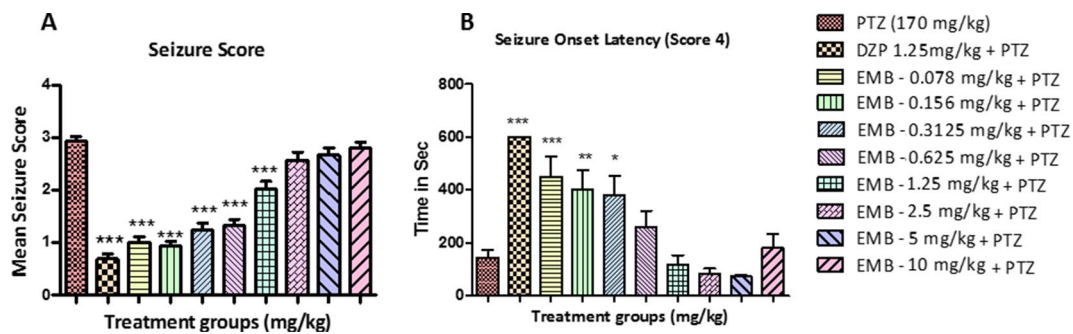 A
Seizure Score
Mean Seizure Score
4
3
2
1
0
***
***
***
***
***
***
Treatment groups (mg/kg)
B
Seizure Onset Latency (Score 4)
Time in Sec
800
600
400
200
0
***
***
**
*
Treatment groups (mg/kg)
PTZ (170 mg/kg)
DZP 1.25mg/kg + PTZ
EMB - 0.078 mg/kg + PTZ
EMB - 0.156 mg/kg + PTZ
EMB - 0.3125 mg/kg + PTZ
EMB - 0.625 mg/kg + PTZ
EMB - 1.25 mg/kg + PTZ
EMB - 2.5 mg/kg + PTZ
EMB - 5 mg/kg + PTZ
EMB - 10 mg/kg + PTZ